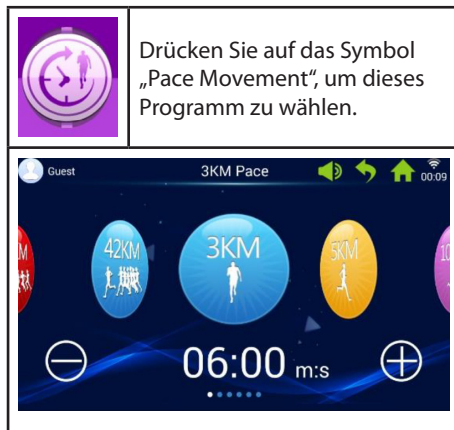 Drücken Sie auf das Symbol
„Pace Movement“, um dieses
Programm zu wählen.
Guest
3KM Pace
00:09
42KM
3KM
5KM
06:00 m:s